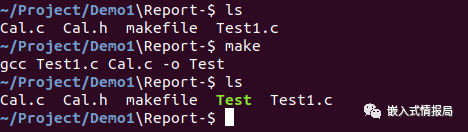 ~/Project/Demo1\Report-$ ls
Cal.c  Cal.h  makefile  Test1.c
~/Project/Demo1\Report-$ make
gcc Test1.c Cal.c -o Test
~/Project/Demo1\Report-$ ls
Cal.c  Cal.h  makefile  Test  Test1.c
~/Project/Demo1\Report-$
嵌入式情报局